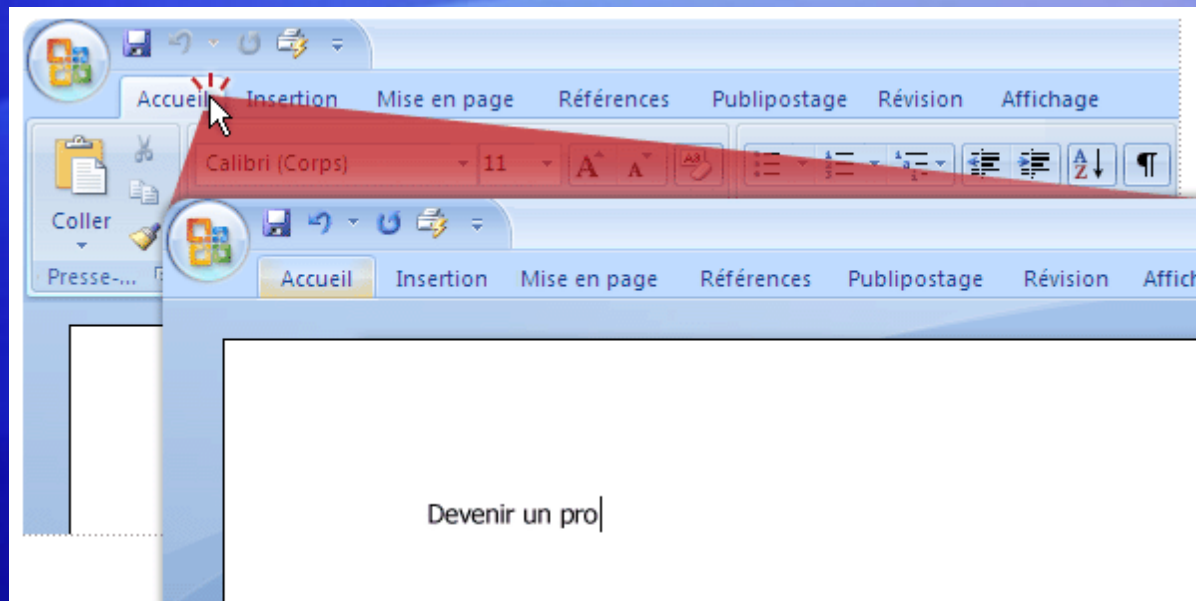 Accueil Insertion Mise en page Références Publipostage Révision Affichage
Calibri (Corps) 11 A A
Coller
Presse-...
Accueil Insertion Mise en page Références Publipostage Révision Affich
Devenir un pro